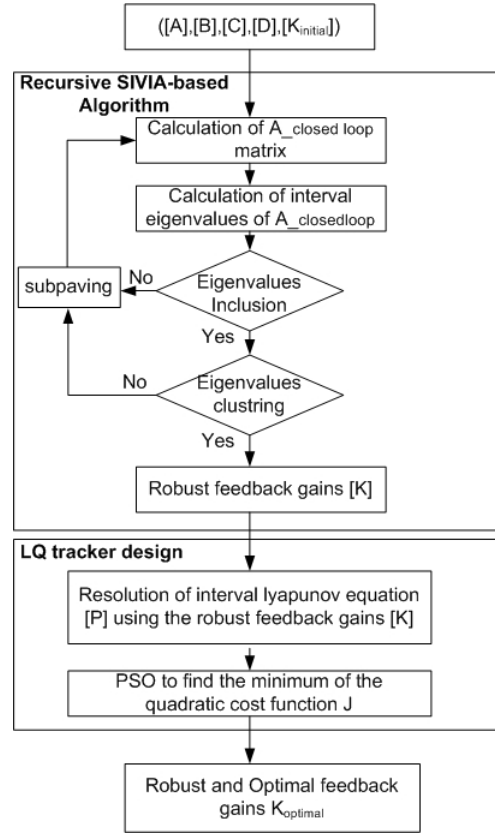 ([A],[B],[C],[D],[Kinitial])
Recursive SIVIA-based
Algorithm
Calculation of A_closed loop
matrix
Calculation of interval
eigenvalues of A_closedloop
No
Eigenvalues
Inclusion
subpaving
Yes
No
Eigenvalues
clustring
Yes
Robust feedback gains [K]
LQ tracker design
Resolution of interval lyapunov equation
[P] using the robust feedback gains [K]
PSO to find the minimum of the
quadratic cost function J
Robust and Optimal feedback
gains Koptimal